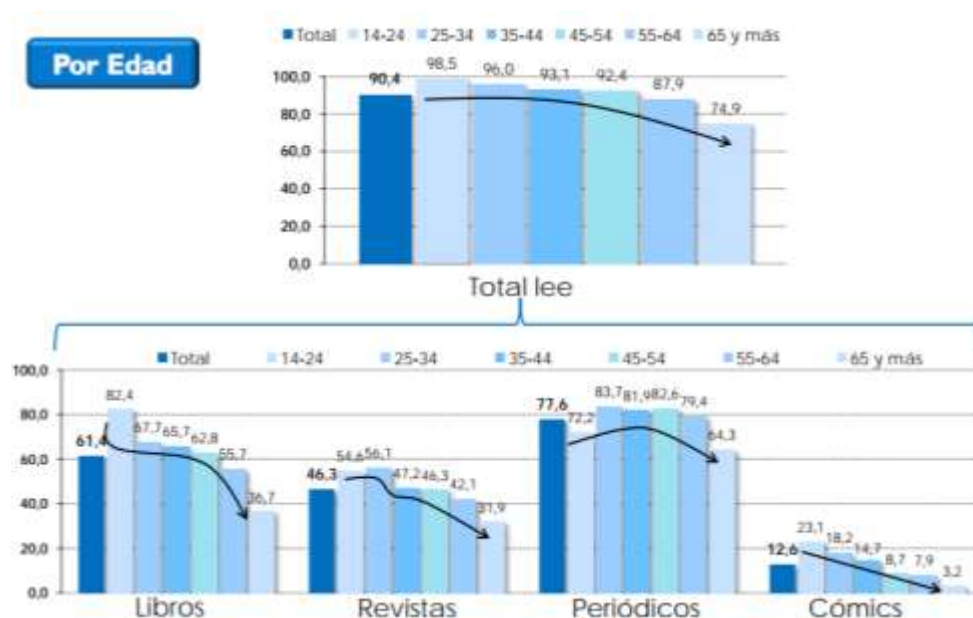 Por Edad
Total 14-24 25-34 35-44 45-54 55-64 65 y más
100,0
80,0
60,0
40,0
20,0
0,0
90,4 98,5 96,0 93,1 92,4 87,9 74,9
Total lee
Total 14-24 25-34 35-44 45-54 55-64 65 y más
100,0
80,0
60,0
40,0
20,0
0,0
61,4 82,4 67,7 65,7 62,8 55,7 36,7
46,3 54,6 56,1 47,2 46,3 42,1 31,9
77,6 72,2 83,7 81,9 82,6 79,4 64,3
12,6 23,1 18,2 14,7 8,7 7,9 3,2
Libros Revistas Periódicos Cómics